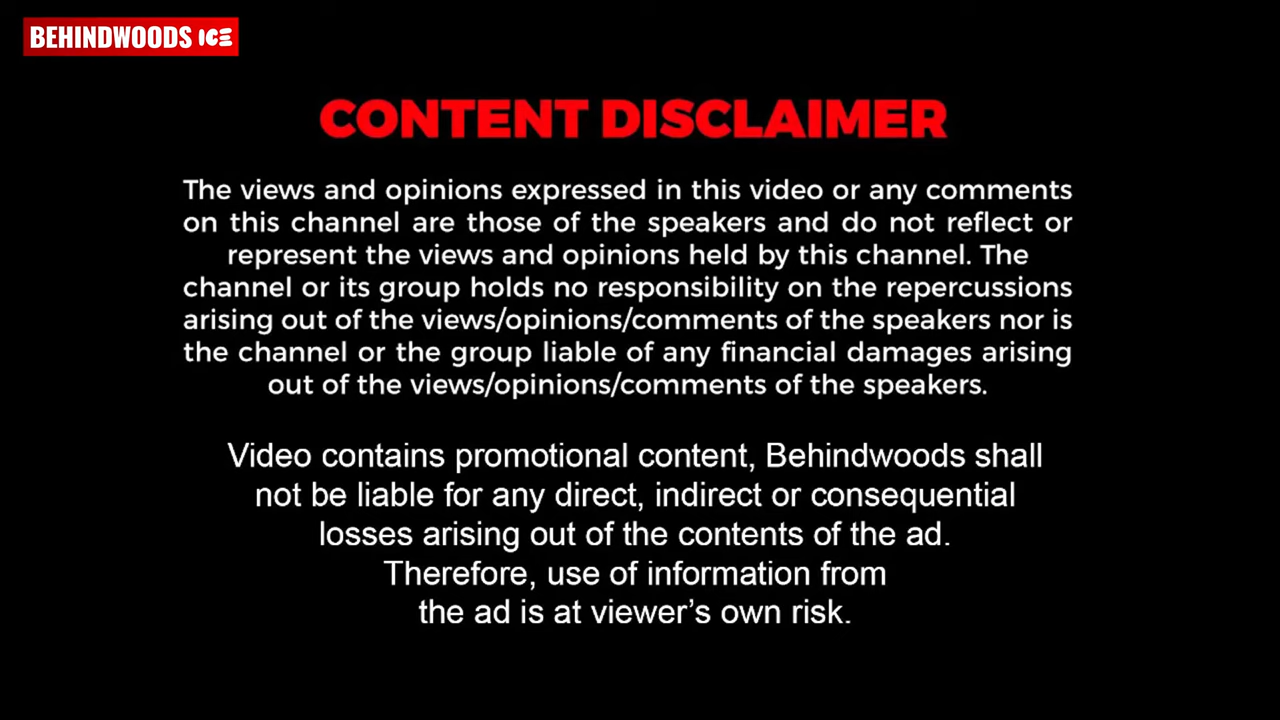 BEHINDWOODS ICE
CONTENT DISCLAIMER
The views and opinions expressed in this video or any comments
on this channel are those of the speakers and do not reflect or
represent the views and opinions held by this channel. The
channel or its group holds no responsibility on the repercussions
arising out of the views/opinions/comments of the speakers nor is
the channel or the group liable of any financial damages arising
out of the views/opinions/comments of the speakers.
Video contains promotional content, Behindwoods shall
not be liable for any direct, indirect or consequential
losses arising out of the contents of the ad.
Therefore, use of information from
the ad is at viewer’s own risk.